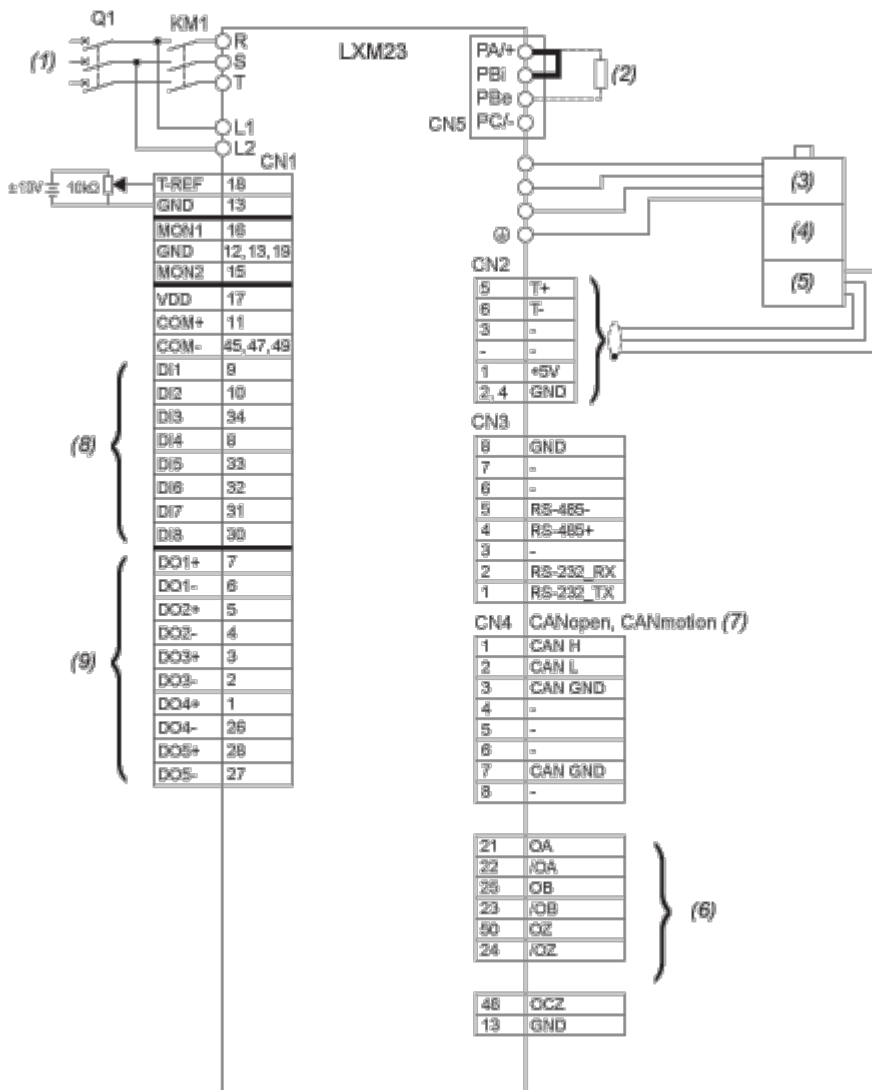 Q1
KM1
(1)
R
S
T
L1
L2
LXM23
PA/+
PBi
PBe
CN5 PC/-
(2)
CN1
±10V 10kΩ
T-REF 18
GND 13
MON1 16
GND 12,13,19
MON2 15
VDD 17
COM+ 11
COM- 45,47,49
(8)
DI1 9
DI2 10
DI3 34
DI4 8
DI5 33
DI6 32
DI7 31
DI8 30
(9)
DO1+ 7
DO1- 6
DO2+ 5
DO2- 4
DO3+ 3
DO3- 2
DO4+ 1
DO4- 26
DO5+ 28
DO5- 27
(3)
(4)
(5)
CN2
5 T+
6 T-
3 -
- -
1 +5V
2, 4 GND
CN3
8 GND
7 -
6 -
5 RS-485-
4 RS-485+
3 -
2 RS-232_RX
1 RS-232_TX
CN4 CANopen, CANmotion (7)
1 CAN H
2 CAN L
3 CAN GND
4 -
5 -
6 -
7 CAN GND
8 -
21 OA
22 /OA
25 OB
23 /OB
50 OZ
24 /OZ
(6)
48 OCZ
13 GND